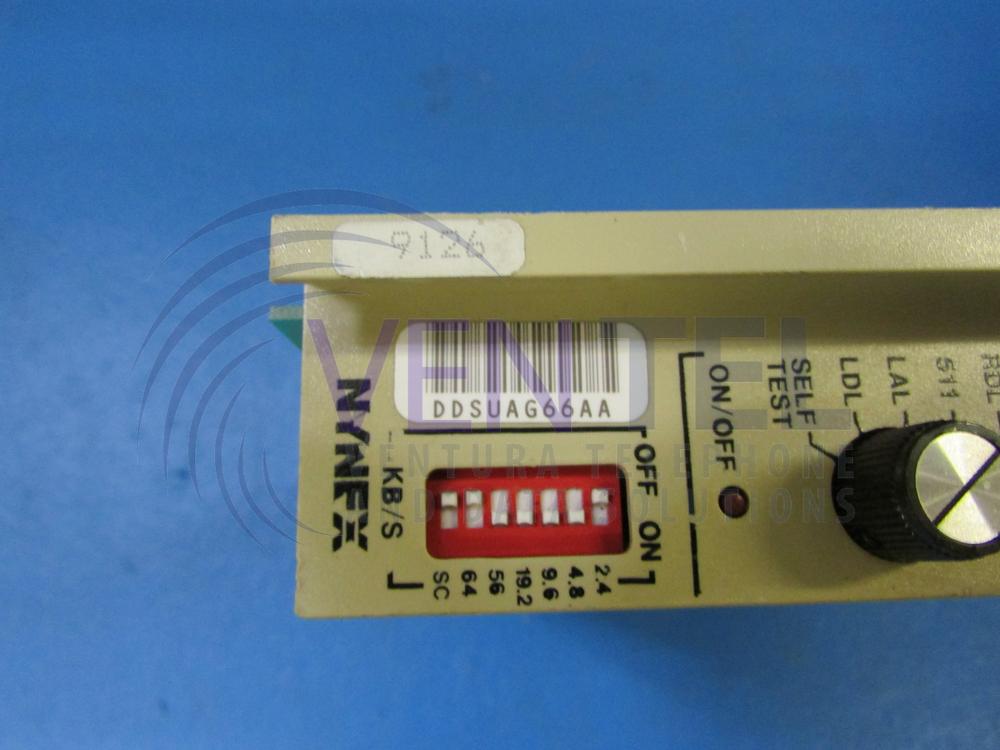 9126
DDSUAG66AA
NYNEX
KB/S
OFF ON
SC
64
56
19.2
9.6
4.8
2.4
ON/OFF
SELF
TEST
LDL
LAL
511
RDL
VENTEL
VENTURA TELEPHONE
& DATA SOLUTIONS